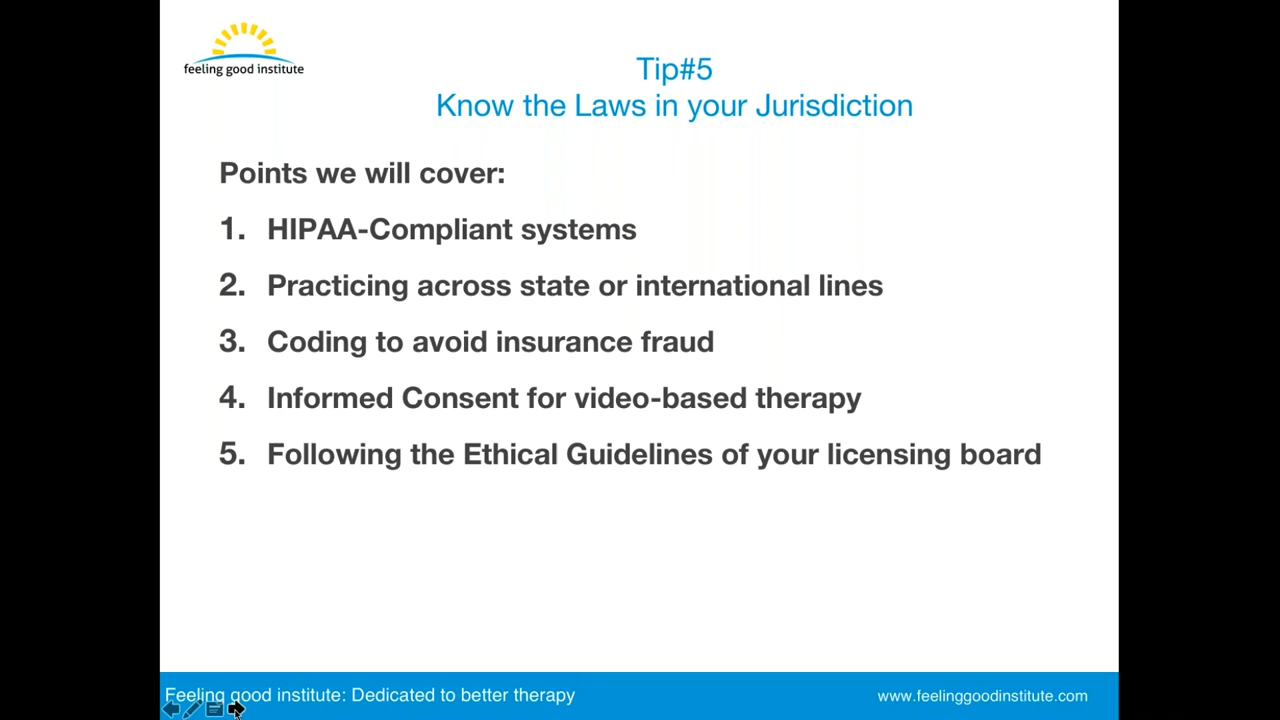 feeling good institute
Tip#5
Know the Laws in your Jurisdiction
Points we will cover:
1. HIPAA-Compliant systems
2. Practicing across state or international lines
3. Coding to avoid insurance fraud
4. Informed Consent for video-based therapy
5. Following the Ethical Guidelines of your licensing board
Feeling good institute: Dedicated to better therapy
www.feelinggoodinstitute.com